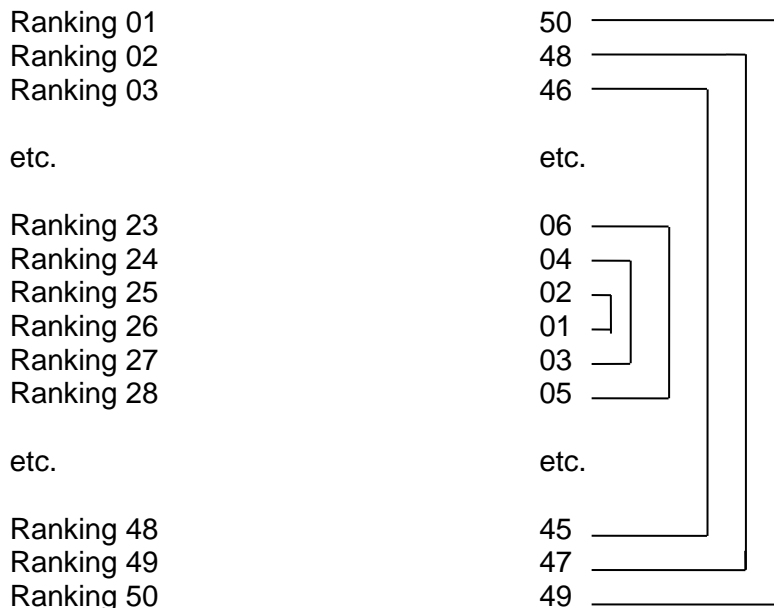 Ranking 01 50
Ranking 02 48
Ranking 03 46
etc. etc.
Ranking 23 06
Ranking 24 04
Ranking 25 02
Ranking 26 01
Ranking 27 03
Ranking 28 05
etc. etc.
Ranking 48 45
Ranking 49 47
Ranking 50 49